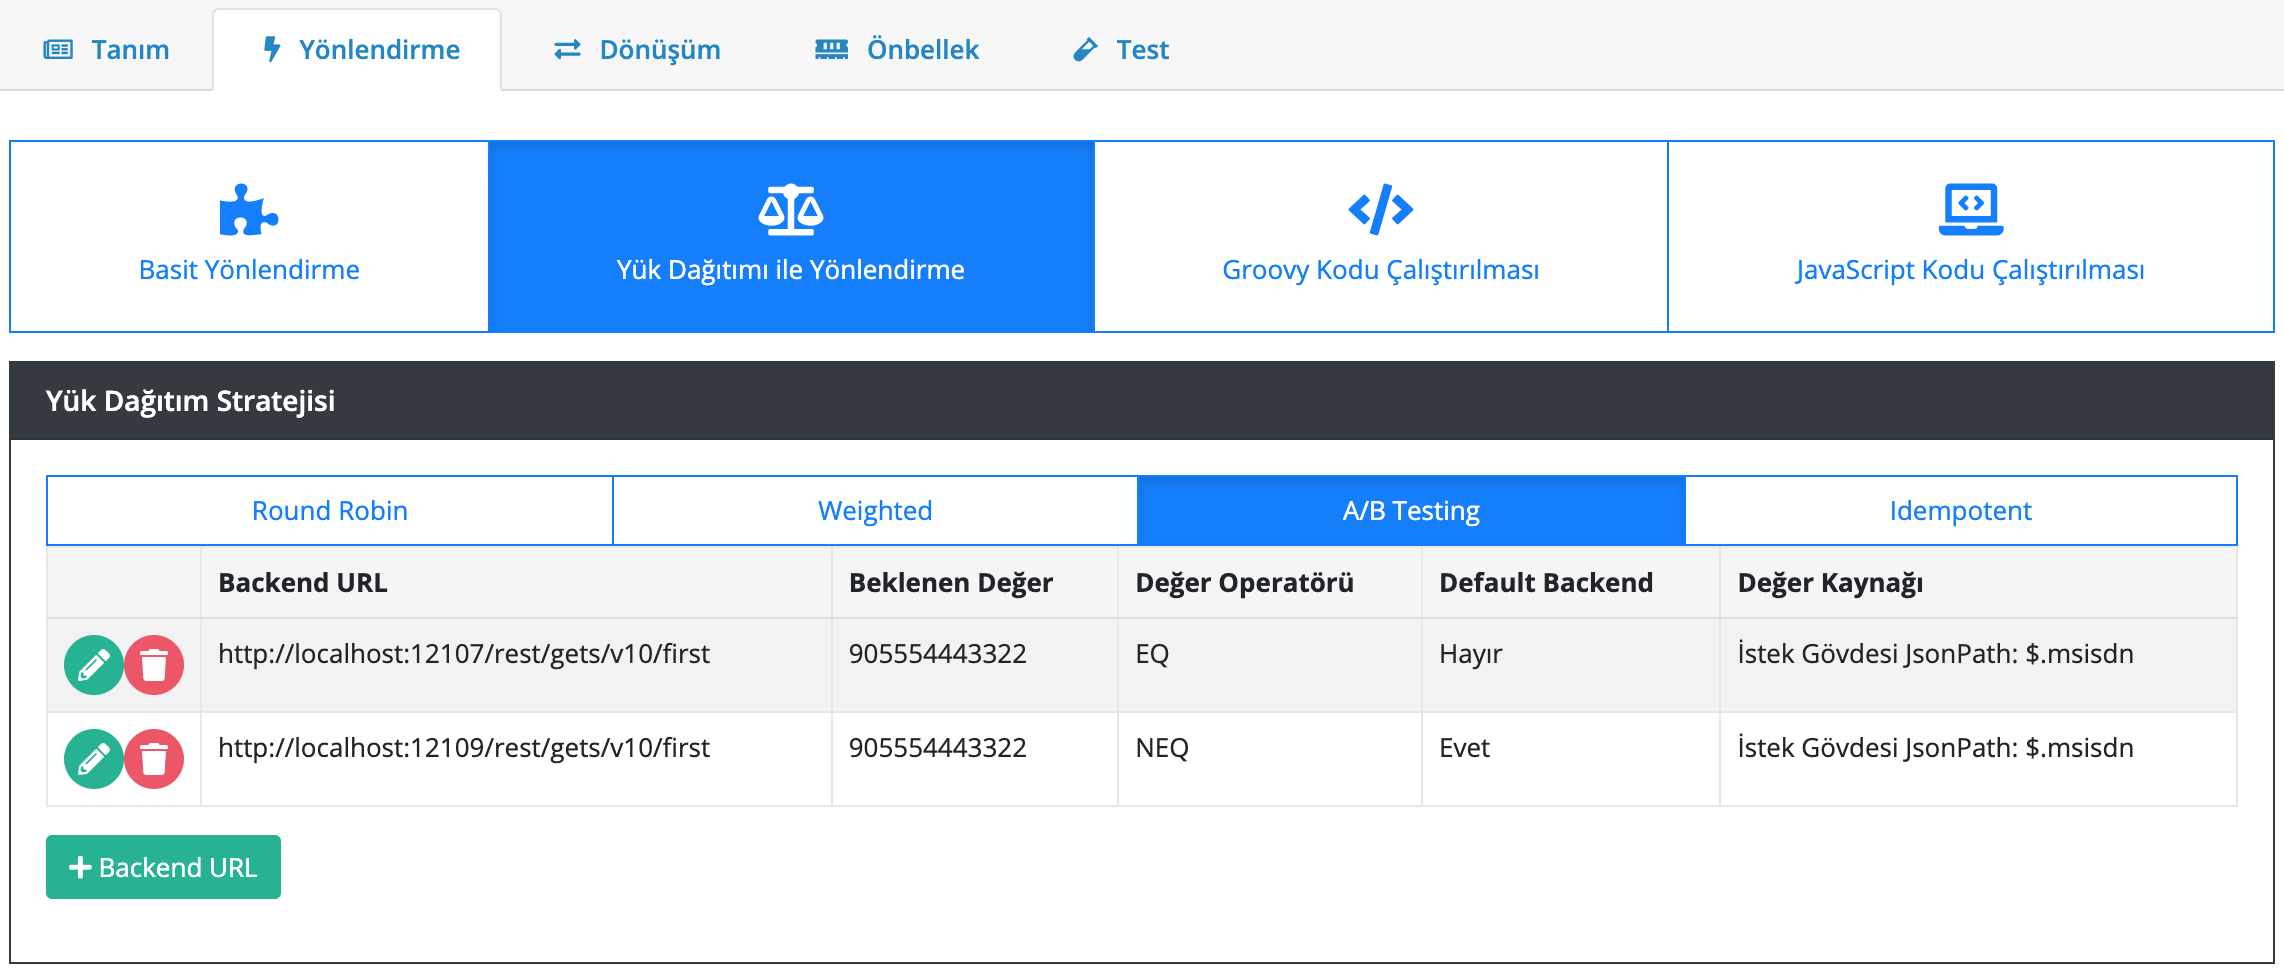 Tanım Yönlendirme Dönüşüm Önbellek Test
Basit Yönlendirme Yük Dağıtımı ile Yönlendirme Groovy Kodu Çalıştırılması JavaScript Kodu Çalıştırılması
Yük Dağıtım Stratejisi
Round Robin Weighted A/B Testing Idempotent
Backend URL Beklenen Değer Değer Operatörü Default Backend Değer Kaynağı
http://localhost:12107/rest/gets/v10/first 905554443322 EQ Hayır İstek Gövdesi JsonPath: $.msisdn
http://localhost:12109/rest/gets/v10/first 905554443322 NEQ Evet İstek Gövdesi JsonPath: $.msisdn
+ Backend URL